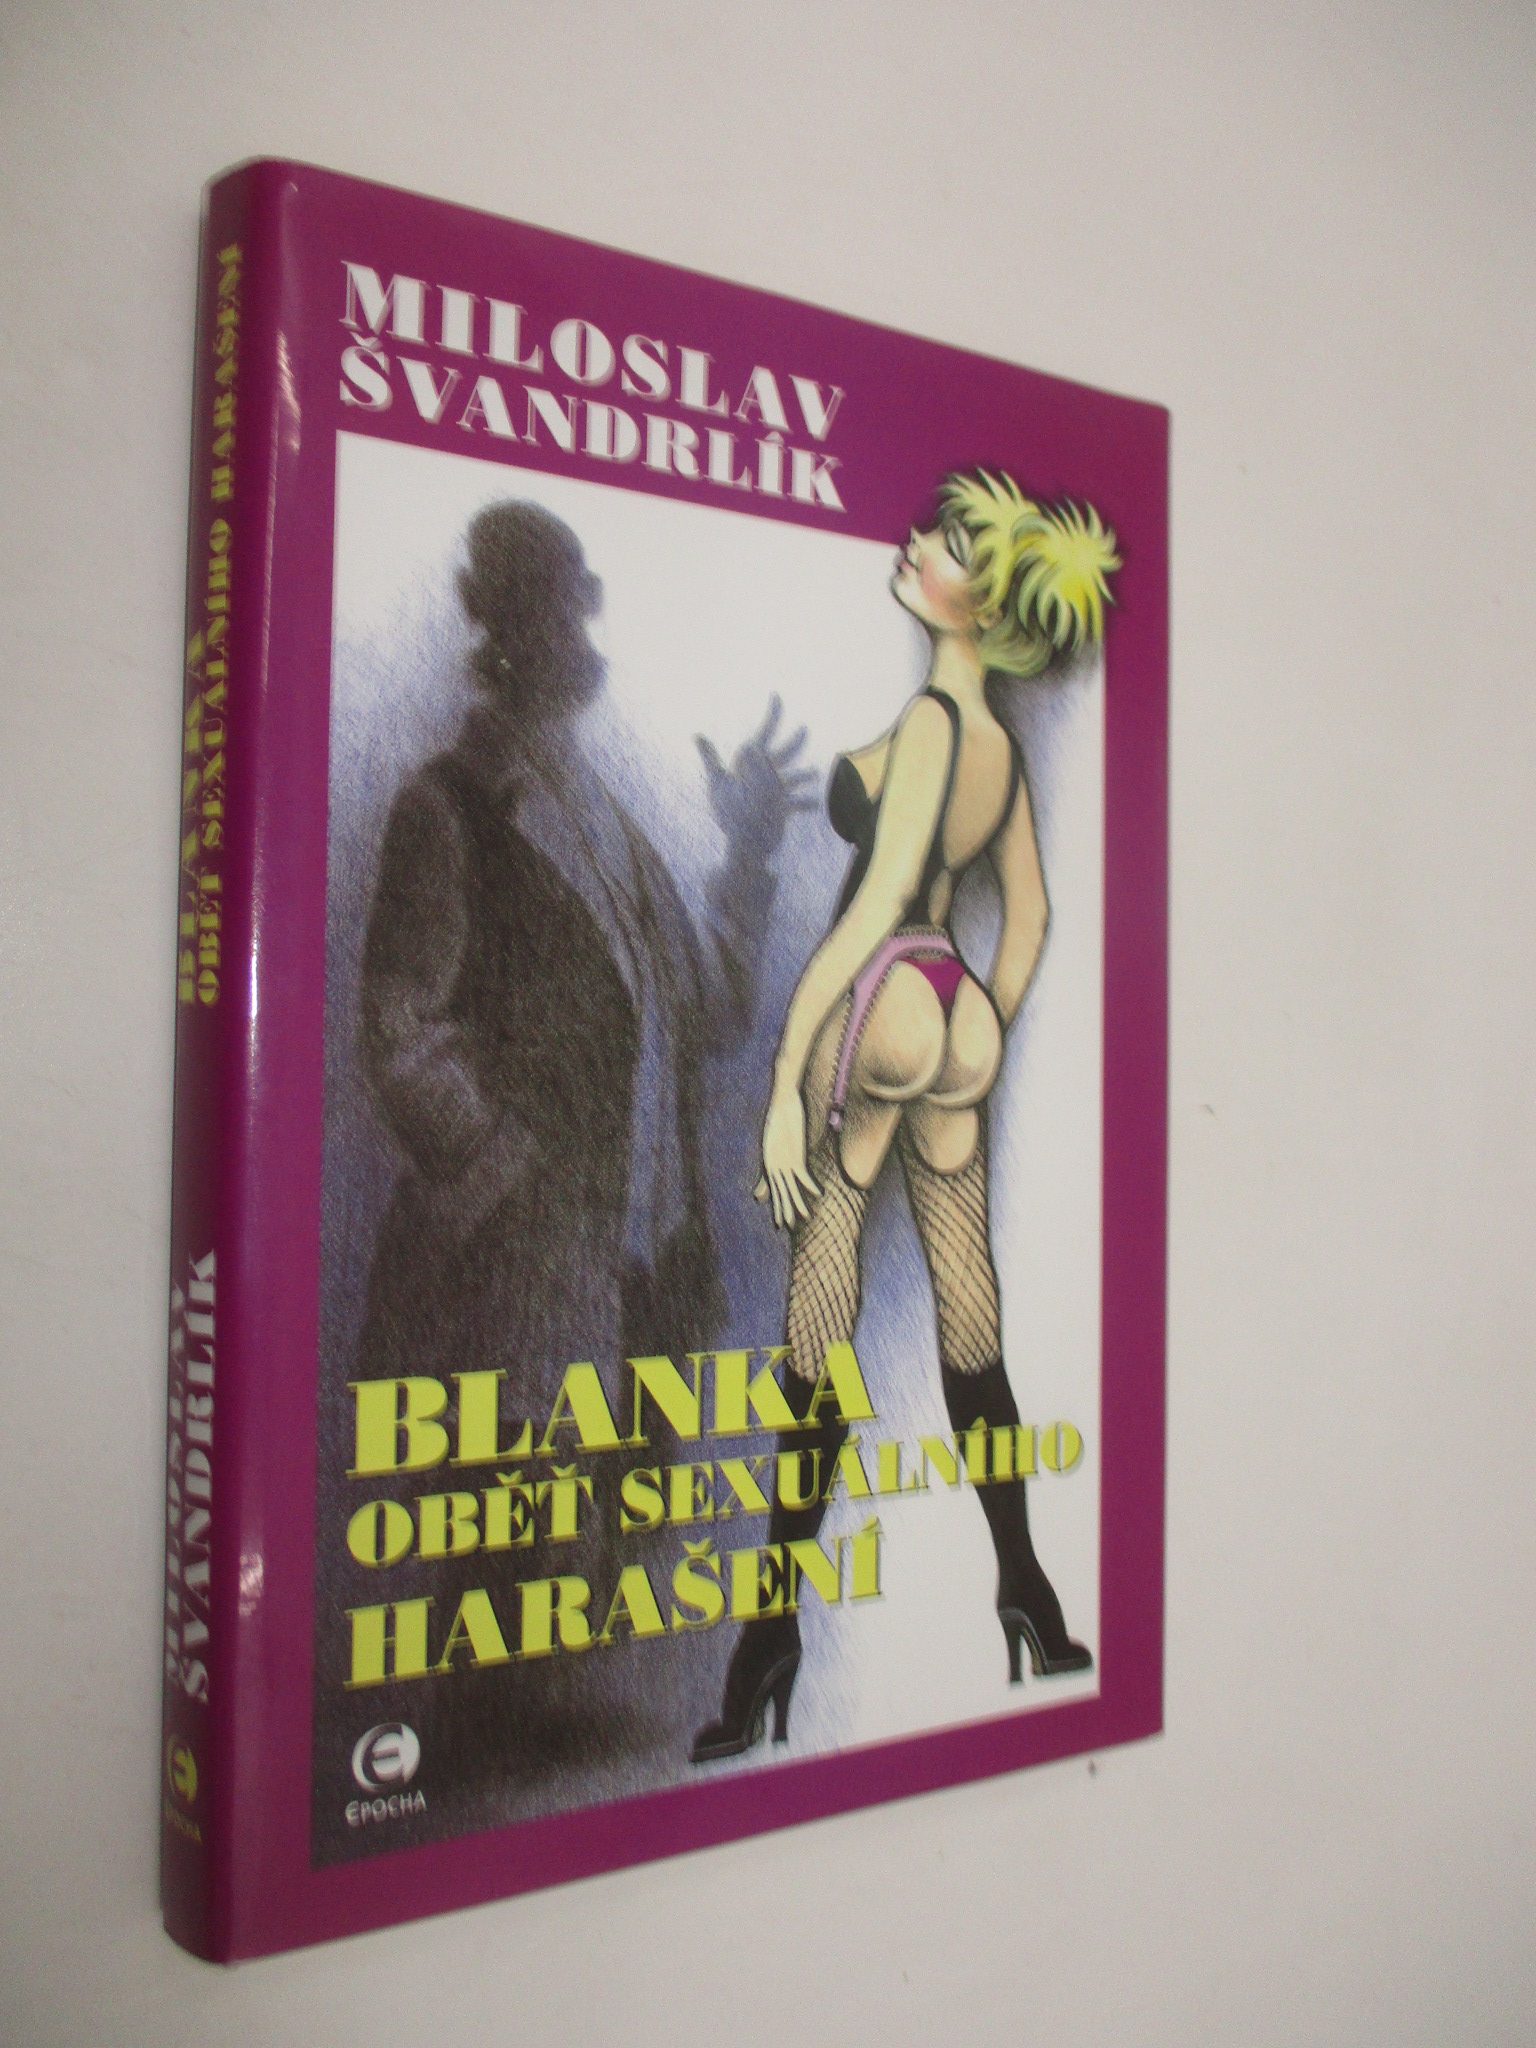 MILOSLAV
ŠVANDRLÍK
BLANKA
OBĚŤ SEXUÁLNÍHO
HARAŠENÍ
EPOCHA
BLANKA
OBĚŤ SEXUÁLNÍHO HARAŠENÍ
MILOSLAV
ŠVANDRLÍK
EPOCHA